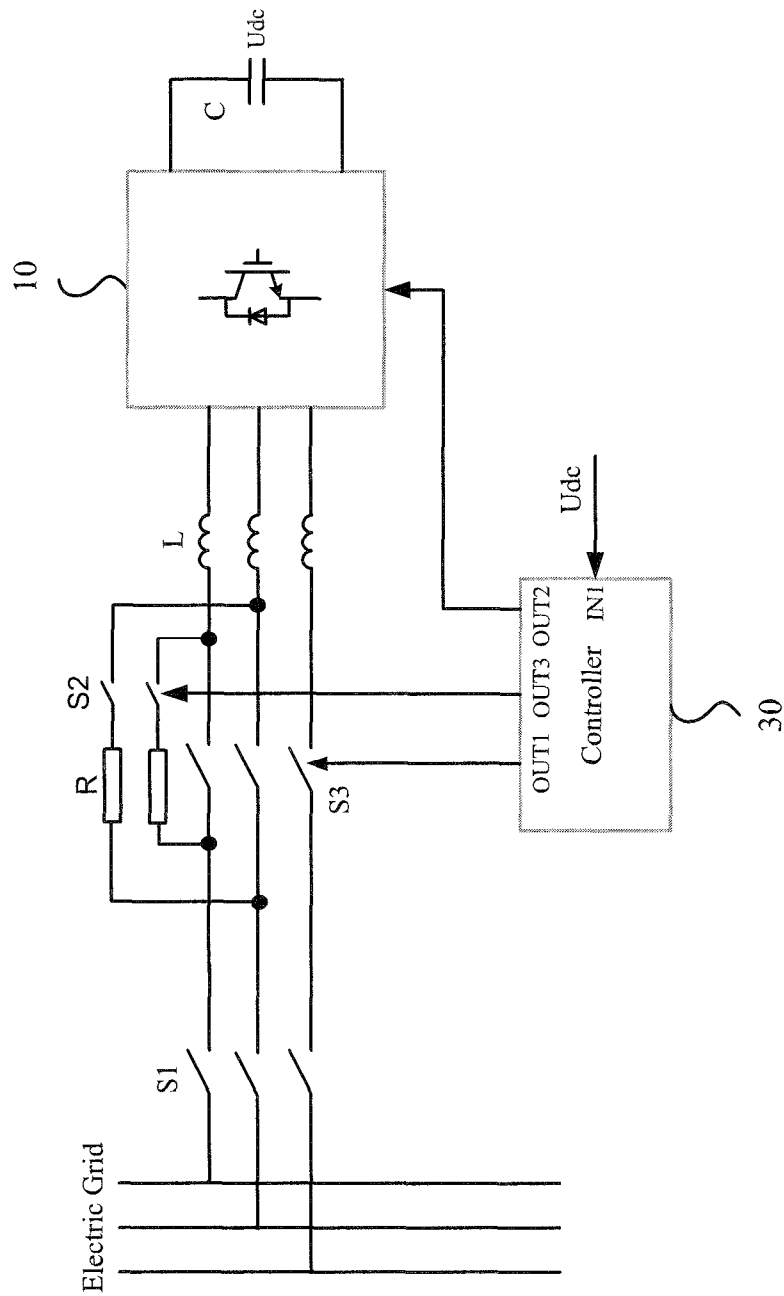 Electric Grid
S1
S2
R
S3
L
10
C
Udc
OUT1 OUT3 OUT2
Controller IN1
Udc
30